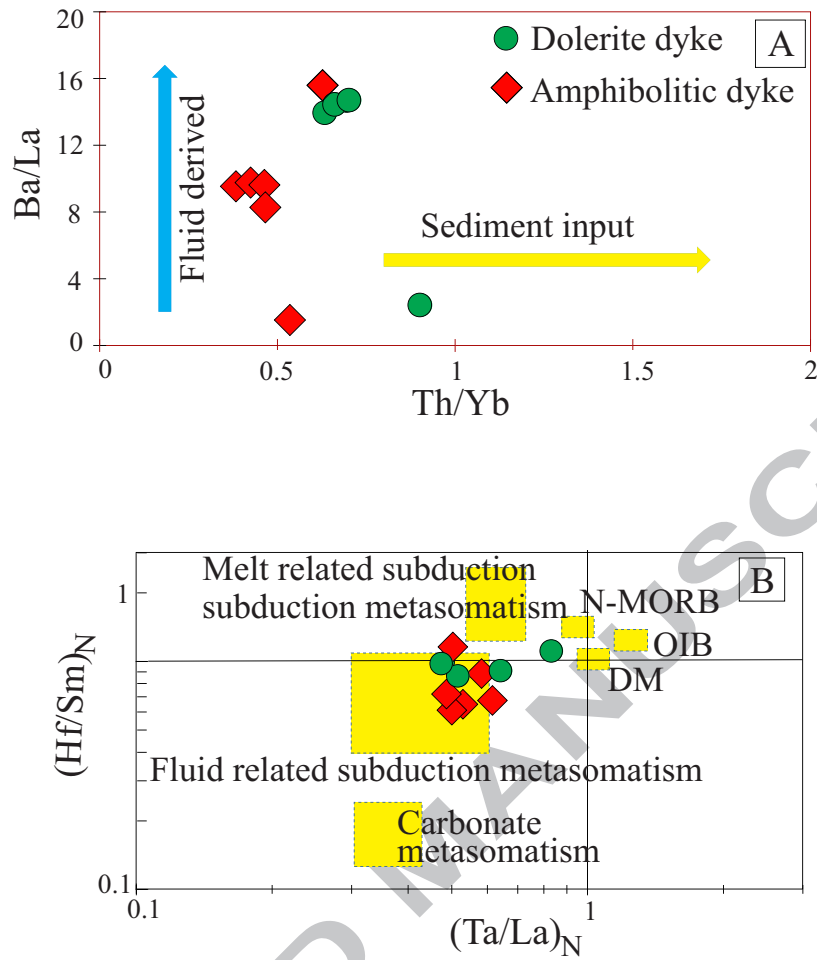 20
16
12
8
4
0
Ba/La
Fluid derived
Dolerite dyke
Amphibolitic dyke
A
Sediment input
0
0.5
1
1.5
2
Th/Yb
B
Melt related subduction
subduction metasomatism
N-MORB
OIB
DM
Fluid related subduction metasomatism
Carbonate
metasomatism
1
0.1
(Hf/Sm)N
0.1
1
(Ta/La)N
D MANUSC